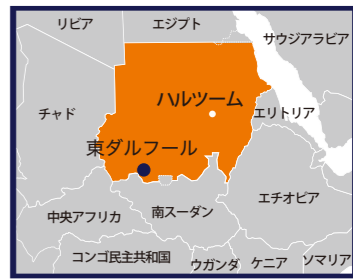 リビア
エジプト
サウジアラビア
チャド
ハルツーム
エリトリア
東ダルフール
エチオピア
中央アフリカ
南スーダン
コンゴ民主共和国
ウガンダ
ケニア
ソマリア